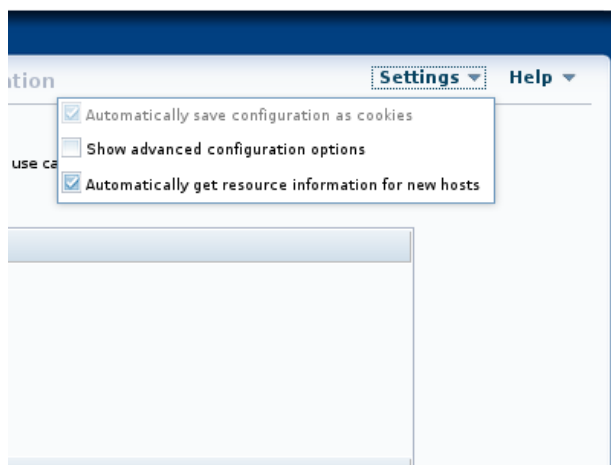 ation
Settings Help
Automatically save configuration as cookies
Show advanced configuration options
use ca
Automatically get resource information for new hosts